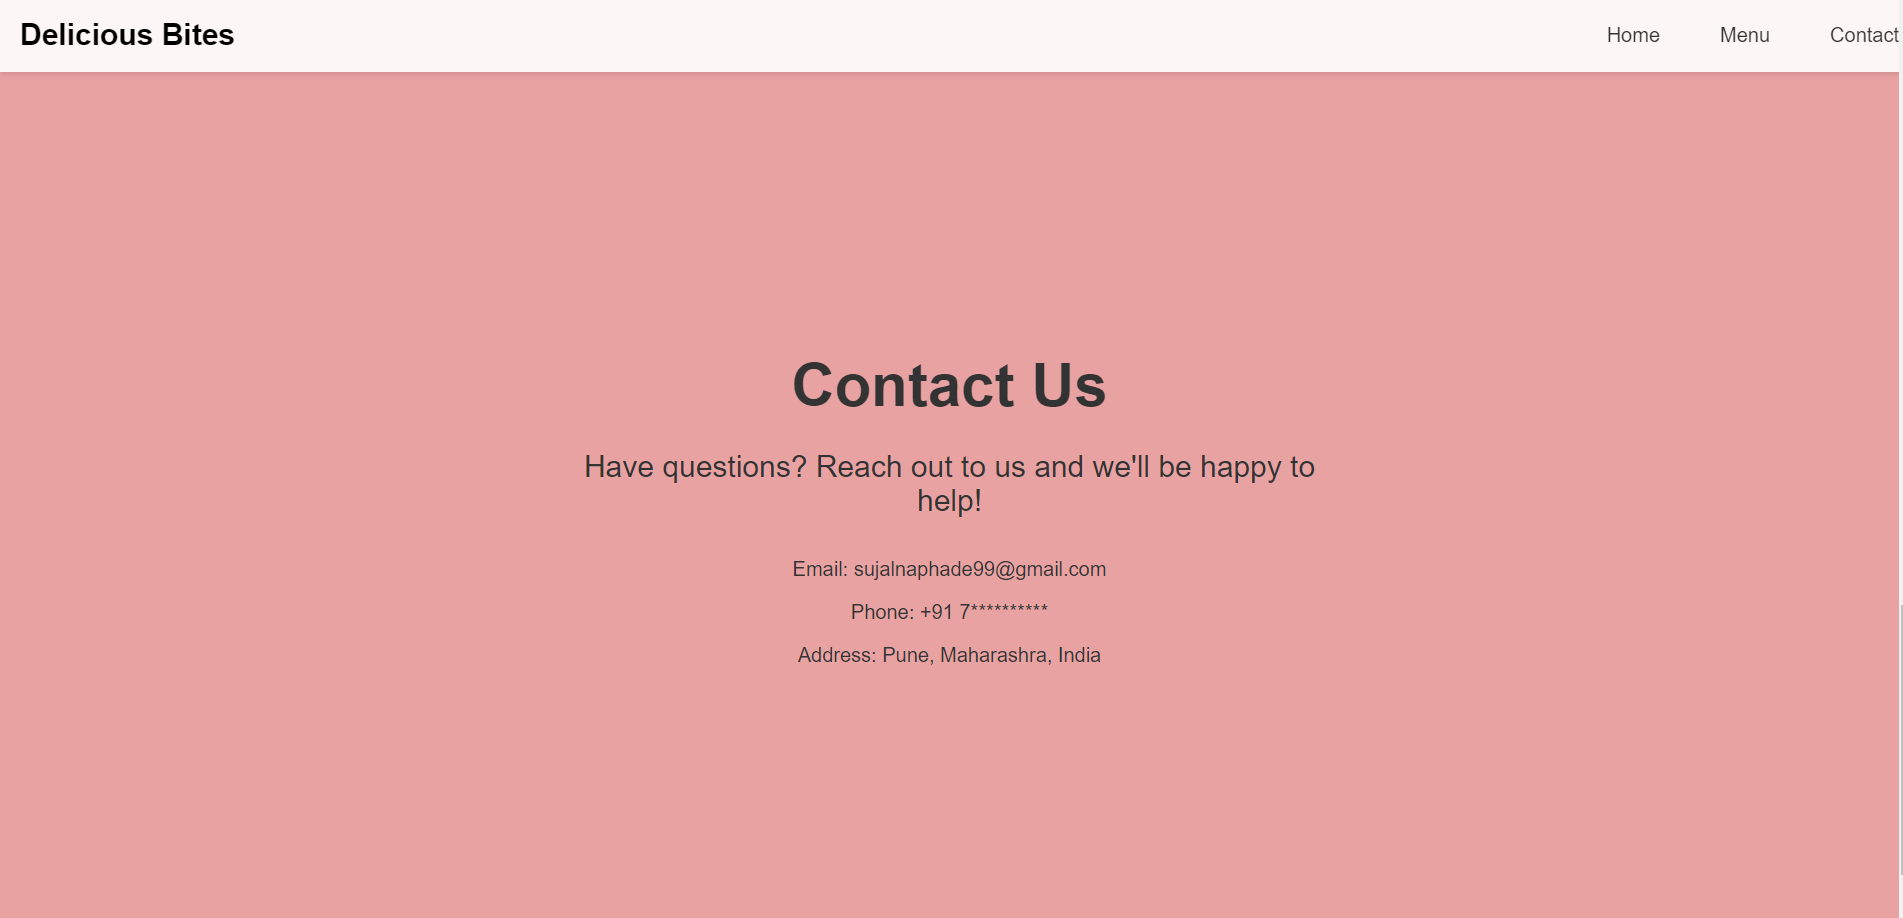 Delicious Bites
Home Menu Contact
Contact Us
Have questions? Reach out to us and we'll be happy to
help!
Email: sujalnaphade99@gmail.com
Phone: +91 7**********
Address: Pune, Maharashra, India